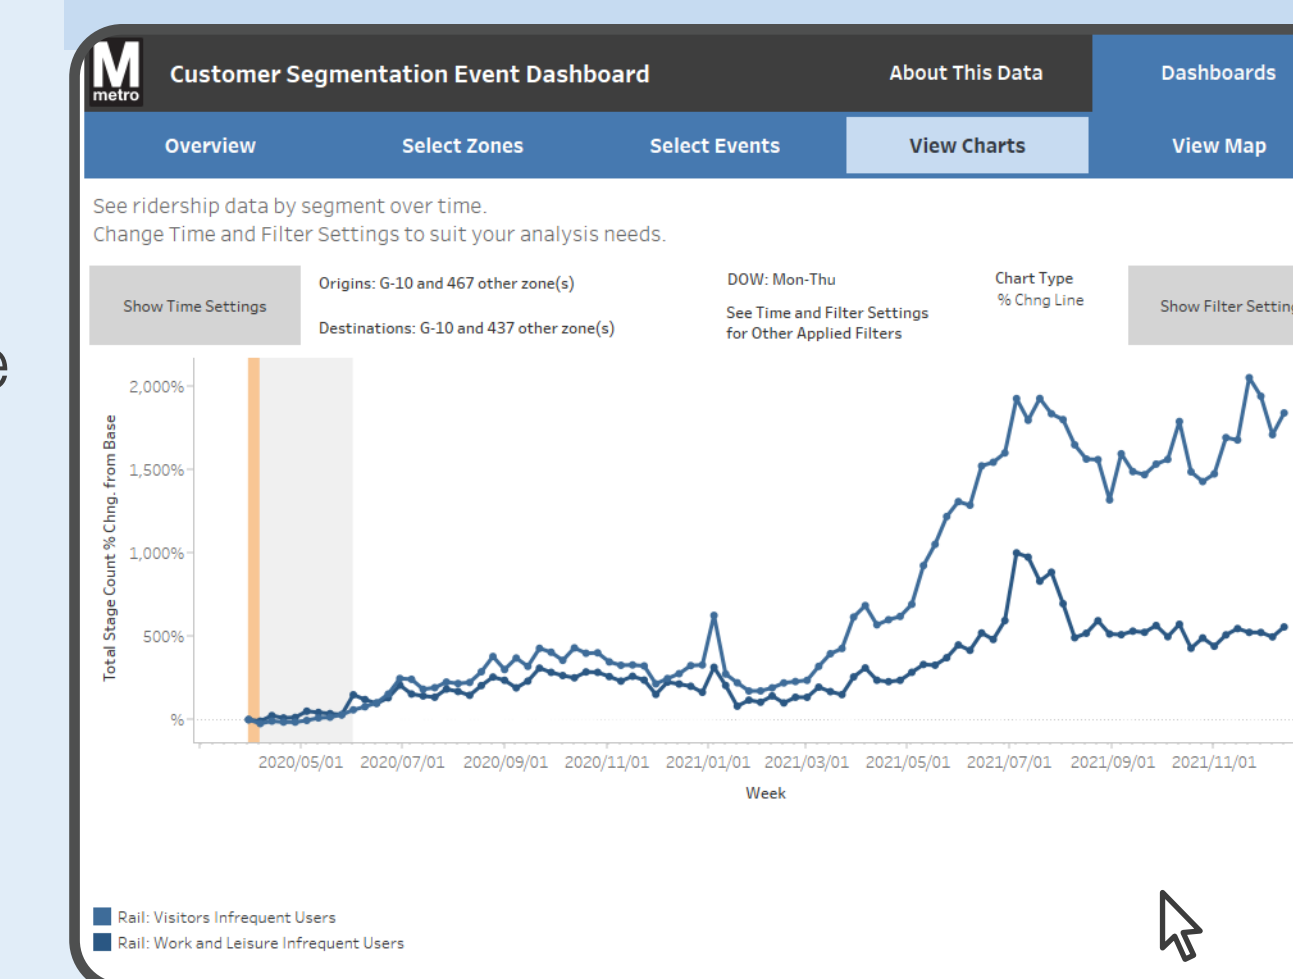 M
metro
Customer Segmentation Event Dashboard
About This Data
Dashboards
Overview
Select Zones
Select Events
View Charts
View Map
See ridership data by segment over time.
Change Time and Filter Settings to suit your analysis needs.
Show Time Settings
Origins: G-10 and 467 other zone(s)
Destinations: G-10 and 437 other zone(s)
DOW: Mon-Thu
See Time and Filter Settings
for Other Applied Filters
Chart Type
% Chng Line
Show Filter
Total Stage Count % Chng. from Base
2,000%
1,500%
1,000%
500%
%
2020/05/01
2020/07/01
2020/09/01
2020/11/01
2021/01/01
2021/03/01
2021/05/01
2021/07/01
2021/09/01
2021/11/01
Week
Rail: Visitors Infrequent Users
Rail: Work and Leisure Infrequent Users